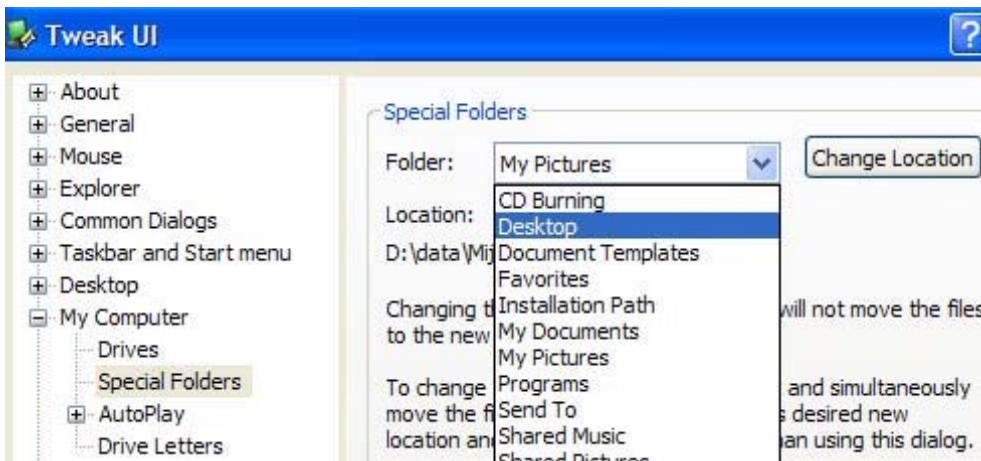 Tweak UI
?
About
General
Mouse
Explorer
Common Dialogs
Taskbar and Start menu
Desktop
My Computer
Drives
Special Folders
AutoPlay
Drive Letters
Special Folders
Folder: My Pictures Change Location
CD Burning
Desktop
Document Templates
Favorites
Installation Path
My Documents
My Pictures
Programs
Send To
Shared Music
Shared Pictures
Location:
D:\data\Mij
Changing will not move the files
to the new
To change and simultaneously
move the desired new
location using this dialog.